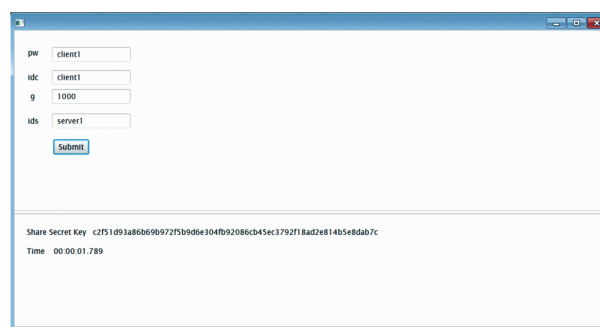 pw client1
idc client1
g 1000
ids server1
Submit
Share Secret Key c2f51d93a86b69b972f5b9d6e304fb92086cb45ec3792f18ad2e814b5e8dab7c
Time 00:00:01.789